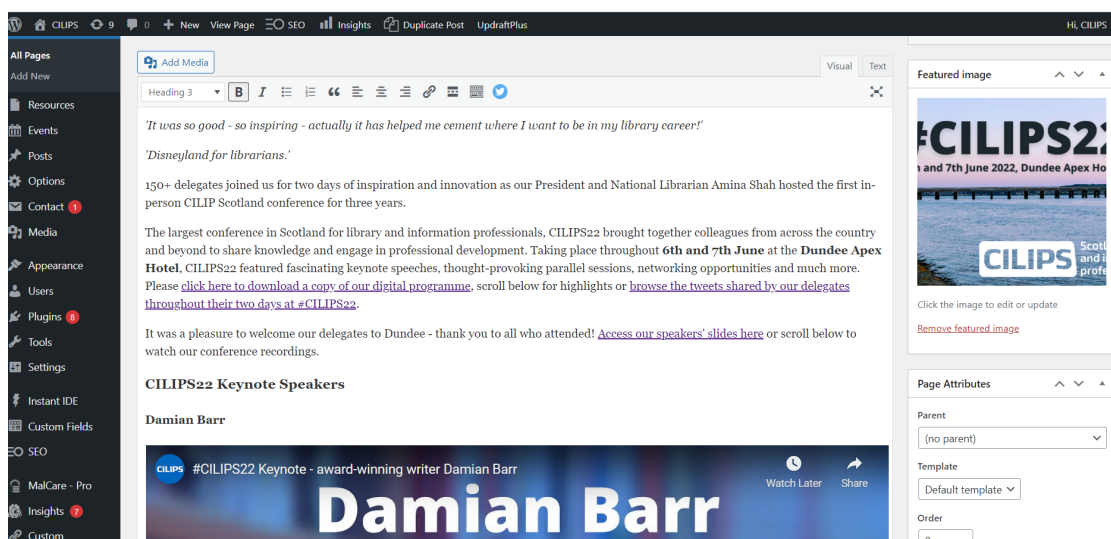 CILIPS 9 0 + New View Page SEO Insights Duplicate Post UpdraftPlus Hi, CILIPS
All Pages
Add New
Resources
Events
Posts
Options
Contact 1
Media
Appearance
Users
Plugins 8
Tools
Settings
Instant IDE
Custom Fields
SEO
MalCare - Pro
Insights 7
Custom
Add Media
Visual Text
Heading 3 B I
'It was so good - so inspiring - actually it has helped me cement where I want to be in my library career!'
'Disneyland for librarians.'
150+ delegates joined us for two days of inspiration and innovation as our President and National Librarian Amina Shah hosted the first in-
person CILIP Scotland conference for three years.
The largest conference in Scotland for library and information professionals, CILIPS22 brought together colleagues from across the country
and beyond to share knowledge and engage in professional development. Taking place throughout 6th and 7th June at the Dundee Apex
Hotel, CILIPS22 featured fascinating keynote speeches, thought-provoking parallel sessions, networking opportunities and much more.
Please click here to download a copy of our digital programme, scroll below for highlights or browse the tweets shared by our delegates
throughout their two days at #CILIPS22.
It was a pleasure to welcome our delegates to Dundee - thank you to all who attended! Access our speakers' slides here or scroll below to
watch our conference recordings.
CILIPS22 Keynote Speakers
Damian Barr
CILIPS #CILIPS22 Keynote - award-winning writer Damian Barr
Watch Later Share
Damian Barr
Featured image
#CILIPS22
and 7th June 2022, Dundee Apex Ho
CILIPS
Scotl
and i
profe
Click the image to edit or update
Remove featured image
Page Attributes
Parent
(no parent)
Template
Default template
Order